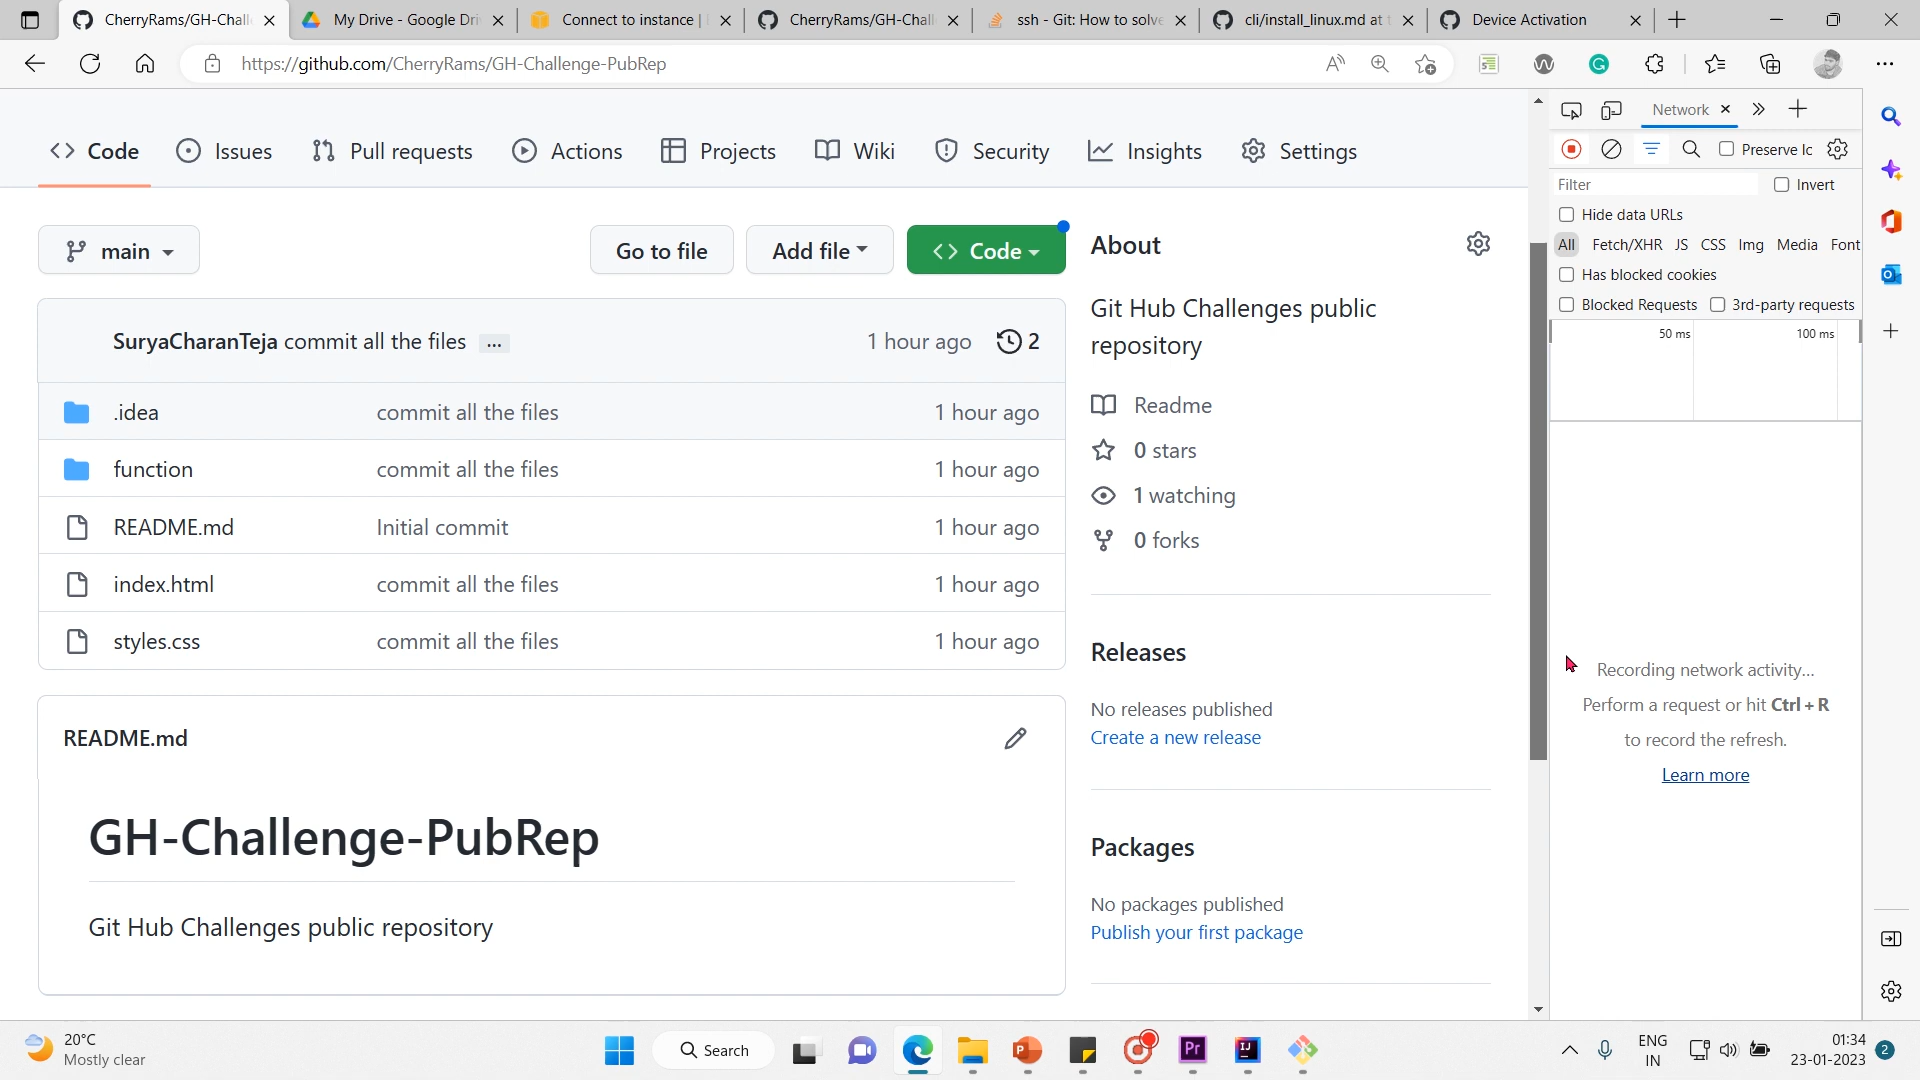 CherryRams/GH-Chall
My Drive - Google Dri
Connect to instance |
CherryRams/GH-Chall
ssh - Git: How to solve
cli/install_linux.md at t
Device Activation
https://github.com/CherryRams/GH-Challenge-PubRep
Code
Issues
Pull requests
Actions
Projects
Wiki
Security
Insights
Settings
main
Go to file
Add file
Code
SuryaCharanTeja commit all the files ...
1 hour ago
2
.idea commit all the files 1 hour ago
function commit all the files 1 hour ago
README.md Initial commit 1 hour ago
index.html commit all the files 1 hour ago
styles.css commit all the files 1 hour ago
README.md
GH-Challenge-PubRep
Git Hub Challenges public repository
About
Git Hub Challenges public
repository
Readme
0 stars
1 watching
0 forks
Releases
No releases published
Create a new release
Packages
No packages published
Publish your first package
Network
Preserve lc
Filter
Invert
Hide data URLs
All Fetch/XHR JS CSS Img Media Font
Has blocked cookies
Blocked Requests 3rd-party requests
50 ms 100 ms
Recording network activity...
Perform a request or hit Ctrl + R
to record the refresh.
Learn more
20°C
Mostly clear
Search
P
Pr
IJ
ENG
IN
01:34
23-01-2023
2